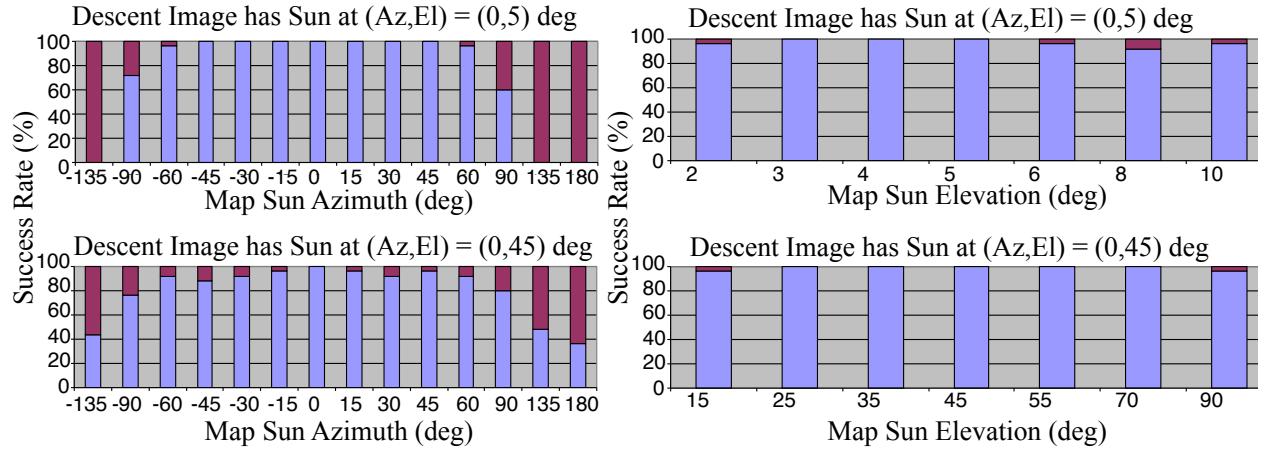 Descent Image has Sun at (Az,El) = (0,5) deg
100
80
60
40
20
0
-135 -90 -60 -45 -30 -15 0 15 30 45 60 90 135 180
Map Sun Azimuth (deg)
Success Rate (%)
Descent Image has Sun at (Az,El) = (0,5) deg
100
80
60
40
20
0
2 3 4 5 6 8 10
Map Sun Elevation (deg)
Success Rate (%)
Descent Image has Sun at (Az,El) = (0,45) deg
100
80
60
40
20
0
-135 -90 -60 -45 -30 -15 0 15 30 45 60 90 135 180
Map Sun Azimuth (deg)
Descent Image has Sun at (Az,El) = (0,45) deg
100
80
60
40
20
0
15 25 35 45 55 70 90
Map Sun Elevation (deg)